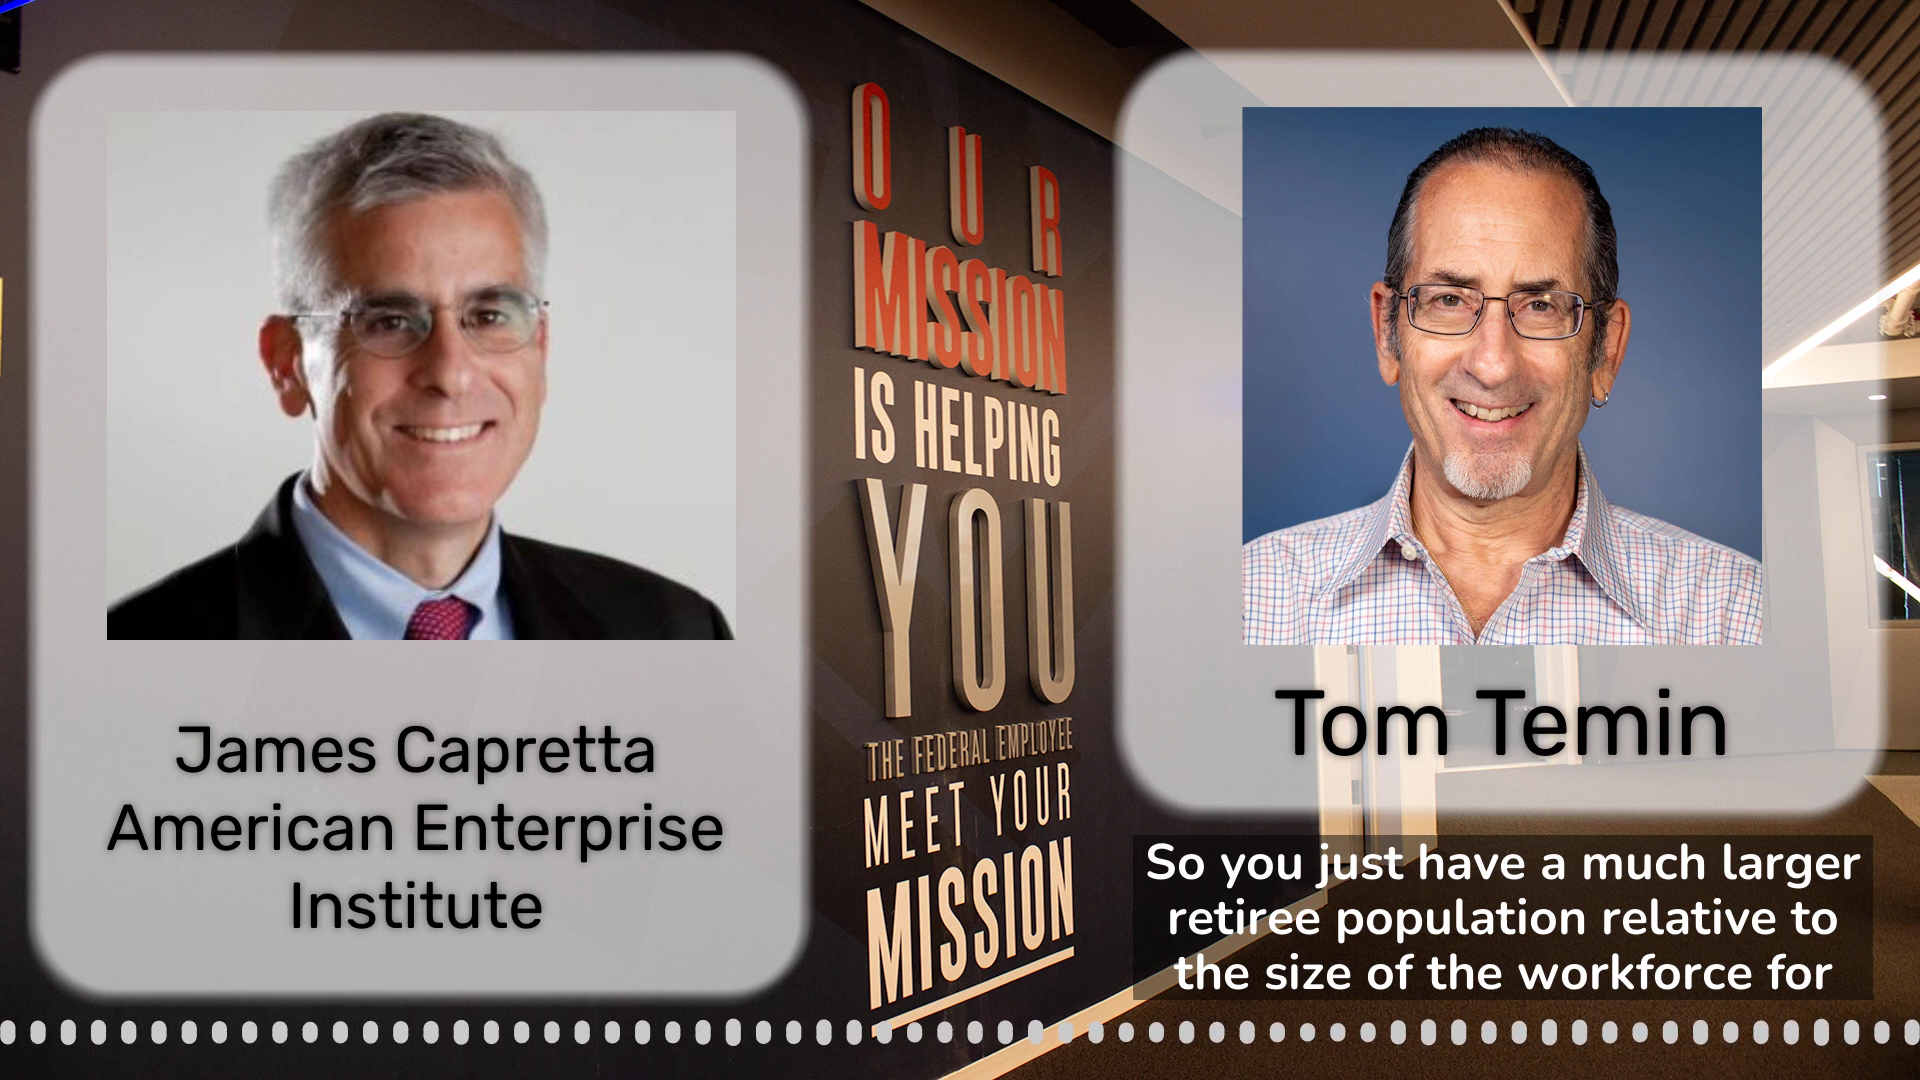 James Capretta
American Enterprise
Institute
OUR
MISSION
IS HELPING
YOU
THE FEDERAL EMPLOYEE
MEET YOUR
MISSION
Tom Temin
So you just have a much larger
retiree population relative to
the size of the workforce for